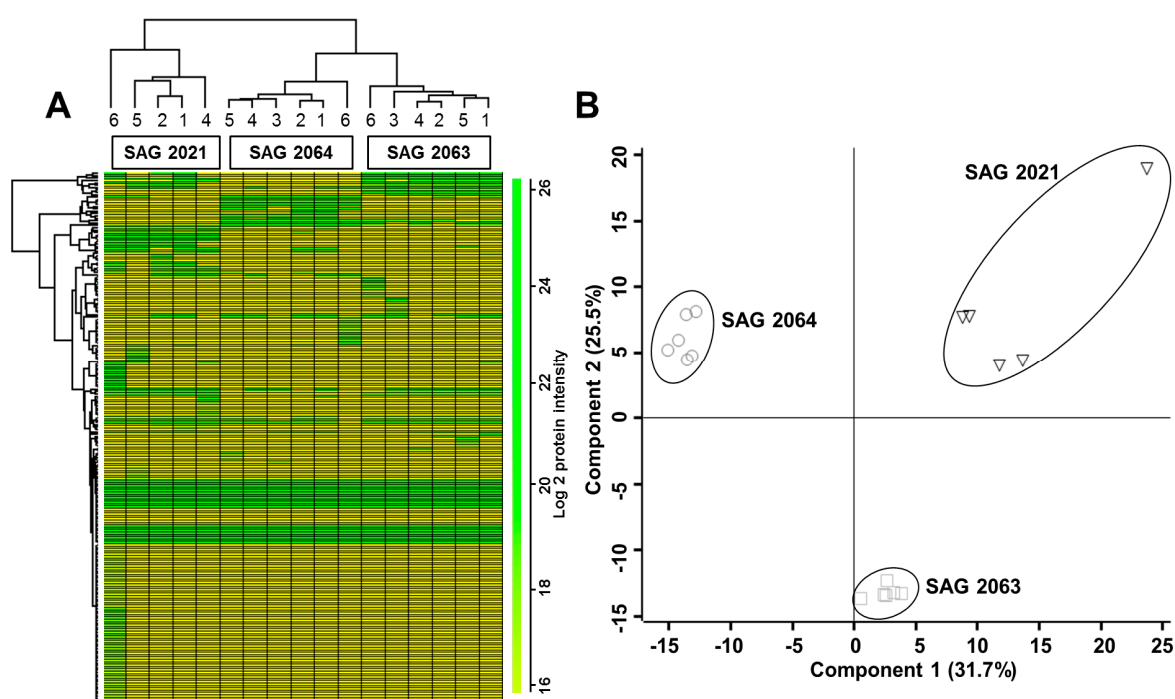 A
6 5 2 1 4 5 4 3 2 1 6 6 3 4 2 5 1
SAG 2021 SAG 2064 SAG 2063
26
24
22
20
18
16
Log 2 protein intensity
B
20
15
10
5
0
-5
-10
-15
Component 2 (25.5%)
SAG 2021
SAG 2064
SAG 2063
-15 -10 -5 0 5 10 15 20 25
Component 1 (31.7%)